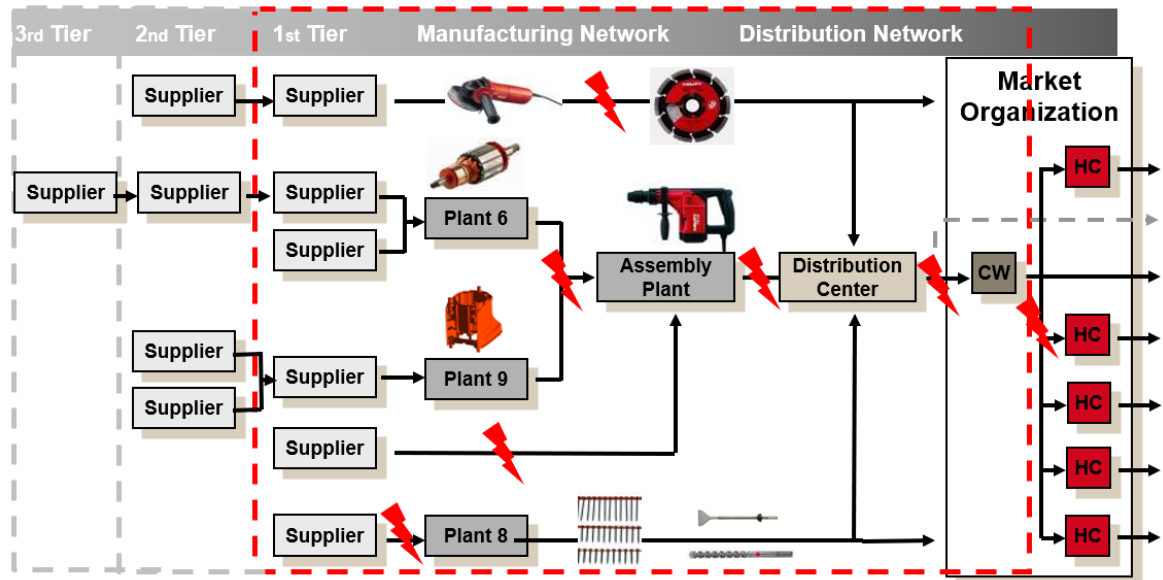 3rd Tier 2nd Tier 1st Tier Manufacturing Network Distribution Network
Market
Organization
Supplier Supplier
HC
Supplier Supplier Supplier
Plant 6
Supplier
Assembly
Plant
Distribution
Center
CW
Supplier
HC
Supplier Plant 9
Supplier
HC
Supplier
HC
Supplier Plant 8
HC